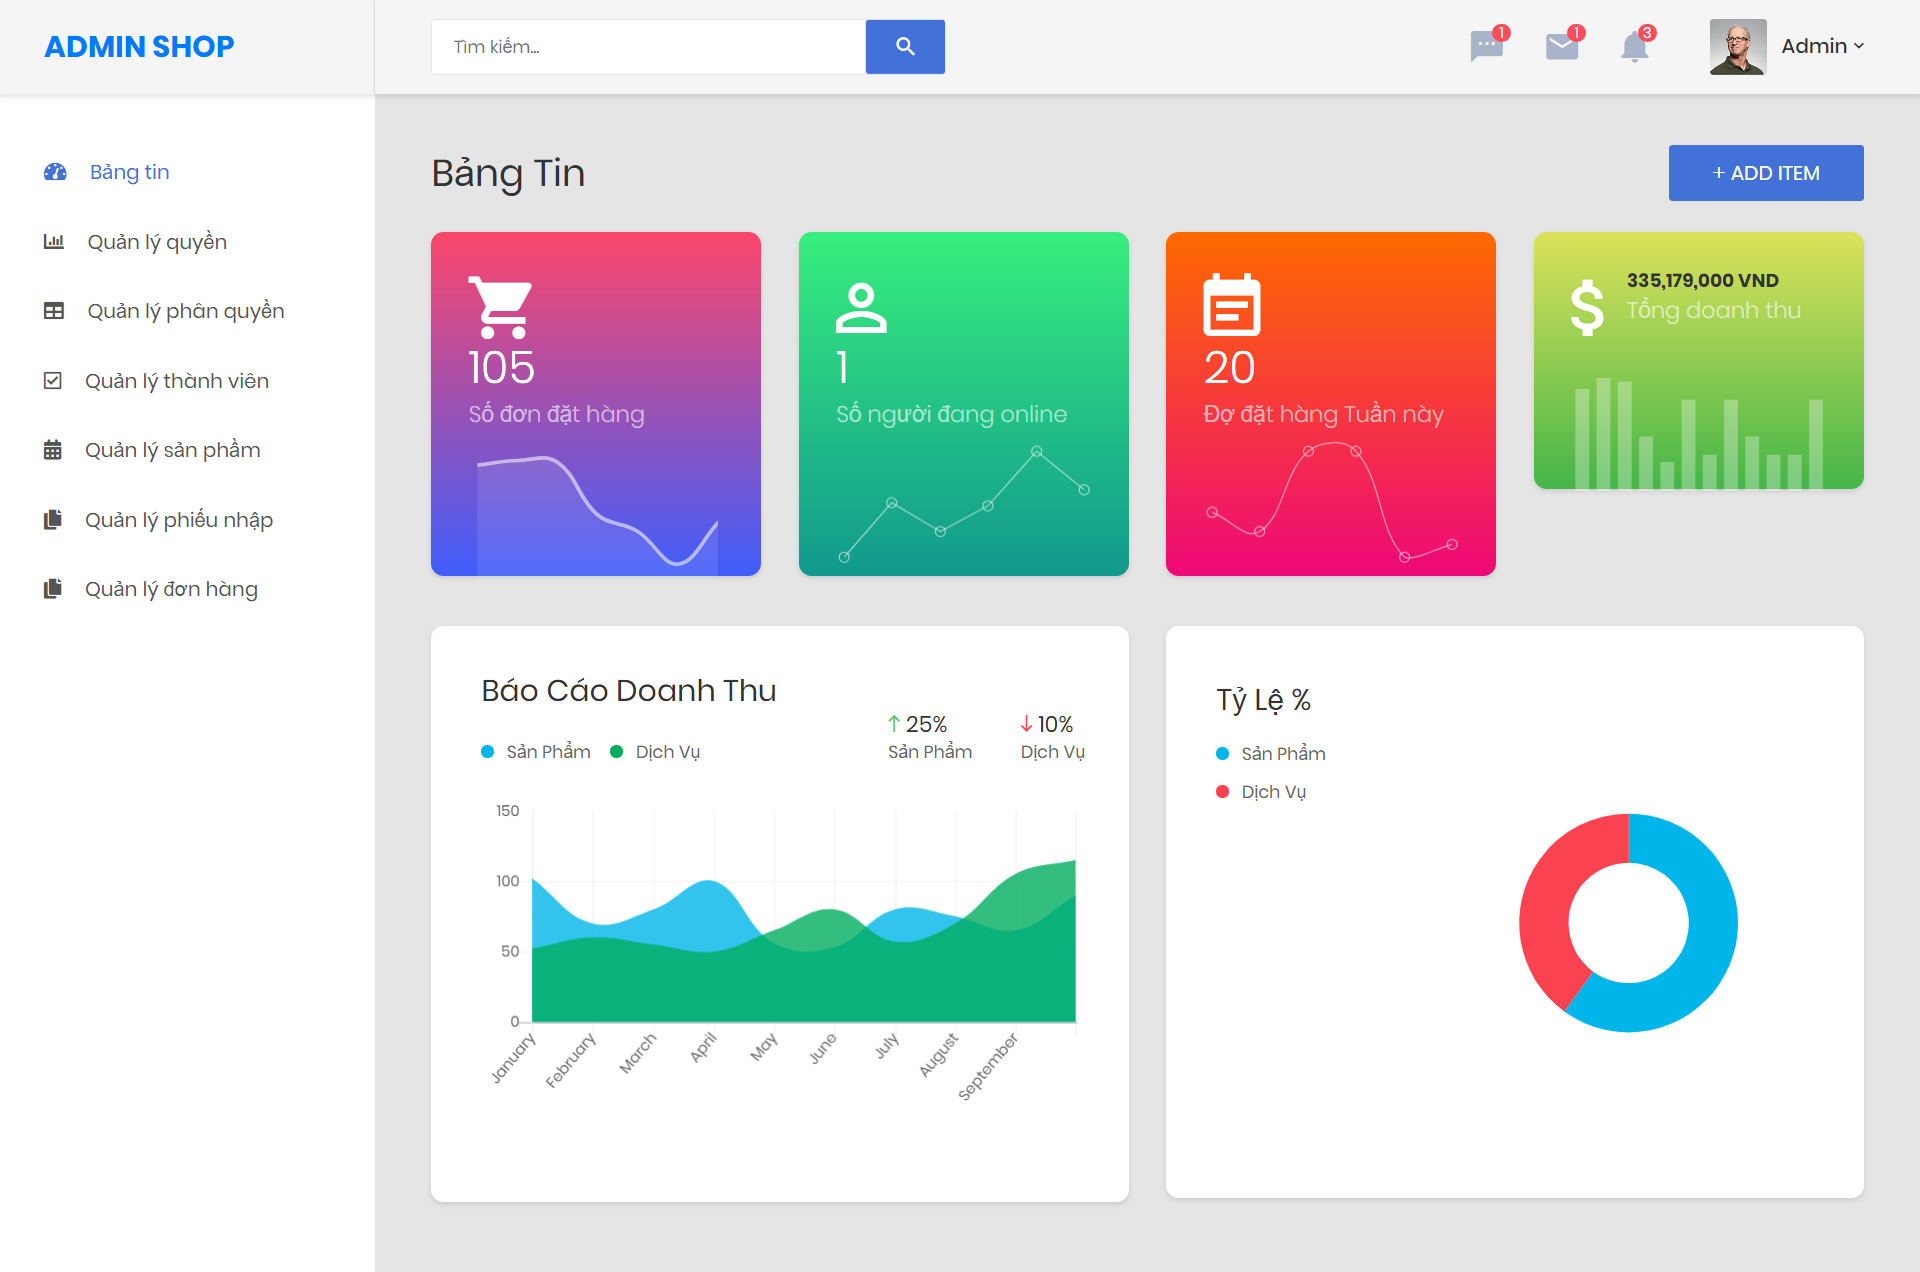 ADMIN SHOP
Tìm kiếm...
1
1
3
Admin
Bảng tin
Quản lý quyền
Quản lý phân quyền
Quản lý thành viên
Quản lý sản phẩm
Quản lý phiếu nhập
Quản lý đơn hàng
Bảng Tin
+ ADD ITEM
105
Số đơn đặt hàng
1
Số người đang online
20
Đợ đặt hàng Tuần này
335,179,000 VND
Tổng doanh thu
Báo Cáo Doanh Thu
25%
10%
Sản Phẩm
Dịch Vụ
Sản Phẩm
Dịch Vụ
150
100
50
0
January
February
March
April
May
June
July
August
September
Tỷ Lệ %
Sản Phẩm
Dịch Vụ